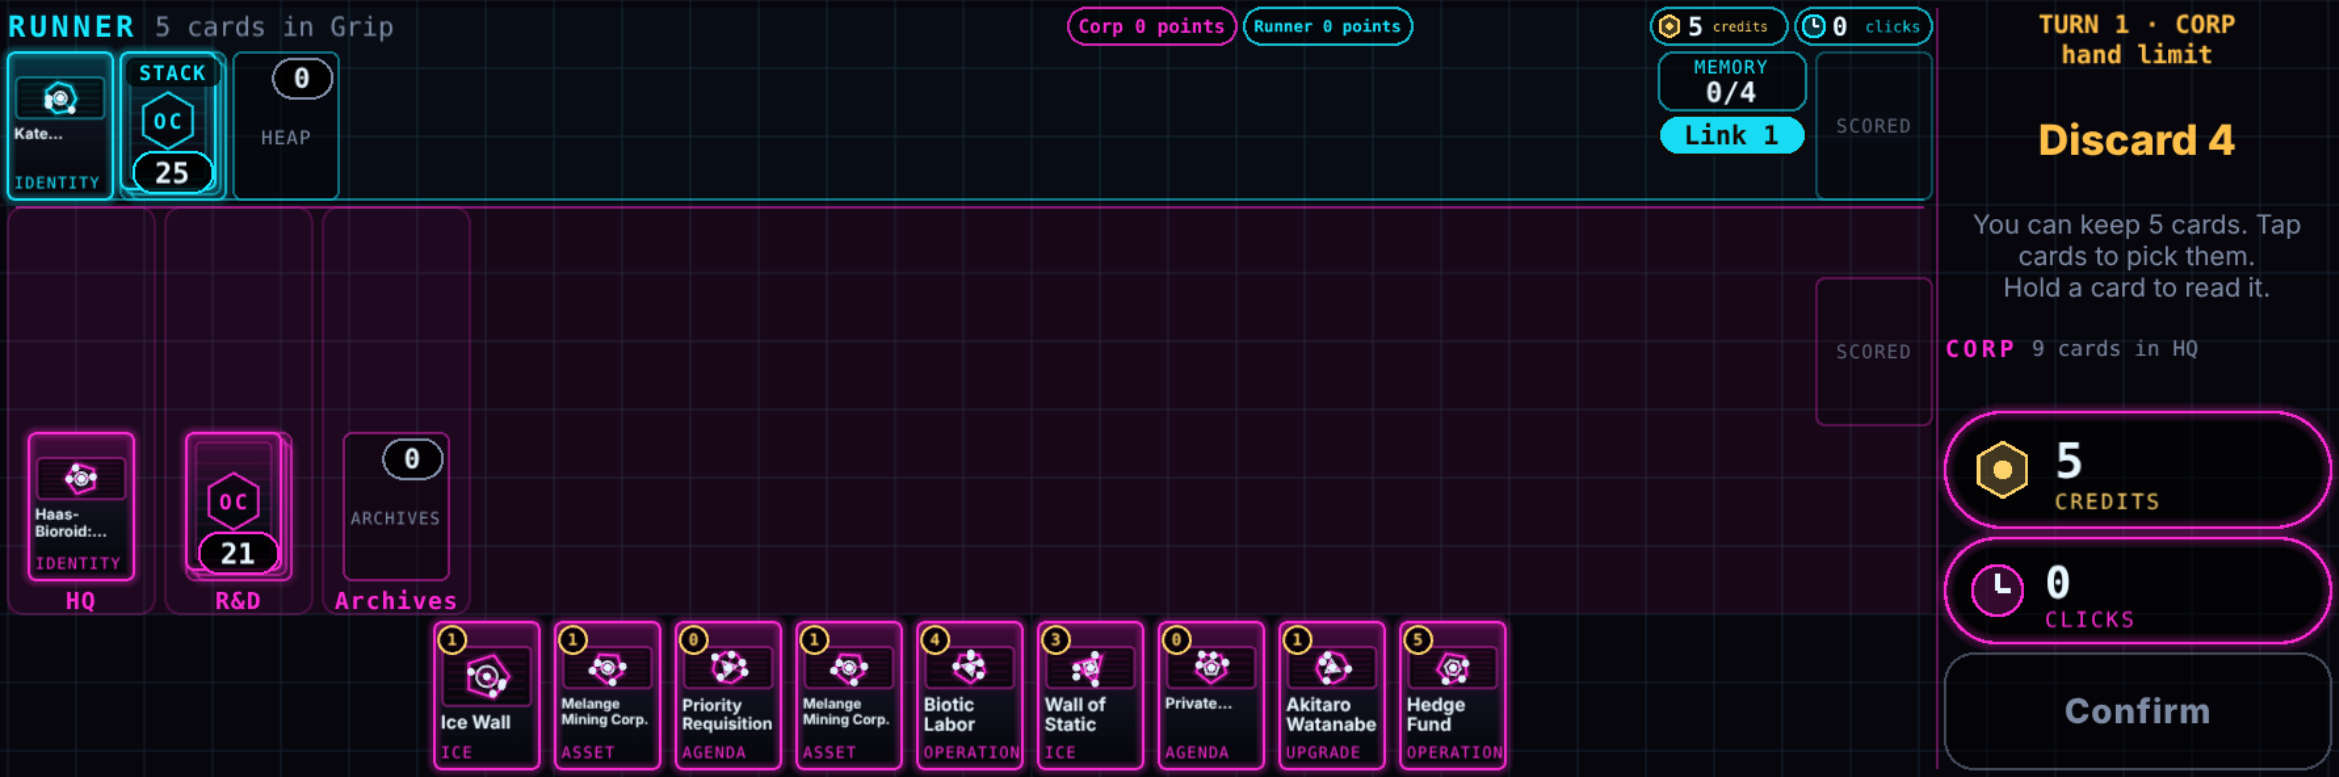 RUNNER 5 cards in Grip
Corp 0 points
Runner 0 points
5 credits
0 clicks
TURN 1 · CORP
hand limit
Kate...
IDENTITY
STACK
OC
25
0
HEAP
MEMORY
0/4
Link 1
SCORED
Discard 4
You can keep 5 cards. Tap
cards to pick them.
Hold a card to read it.
SCORED
CORP 9 cards in HQ
Haas-
Bioroid:...
IDENTITY
HQ
OC
21
R&D
0
ARCHIVES
Archives
5
CREDITS
0
CLICKS
1
Ice Wall
ICE
1
Melange
Mining Corp.
ASSET
0
Priority
Requisition
AGENDA
1
Melange
Mining Corp.
ASSET
4
Biotic
Labor
OPERATION
3
Wall of
Static
ICE
0
Private...
AGENDA
1
Akitaro
Watanabe
UPGRADE
5
Hedge
Fund
OPERATION
Confirm